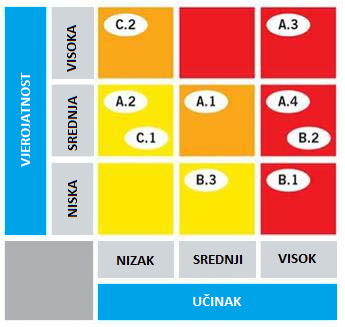 VJEROJATNOST
VISOKA
C.2
A.3
SREDNJA
A.2
C.1
A.1
A.4
B.2
NISKA
B.3
B.1
NIZAK
SREDNJI
VISOK
UČINAK